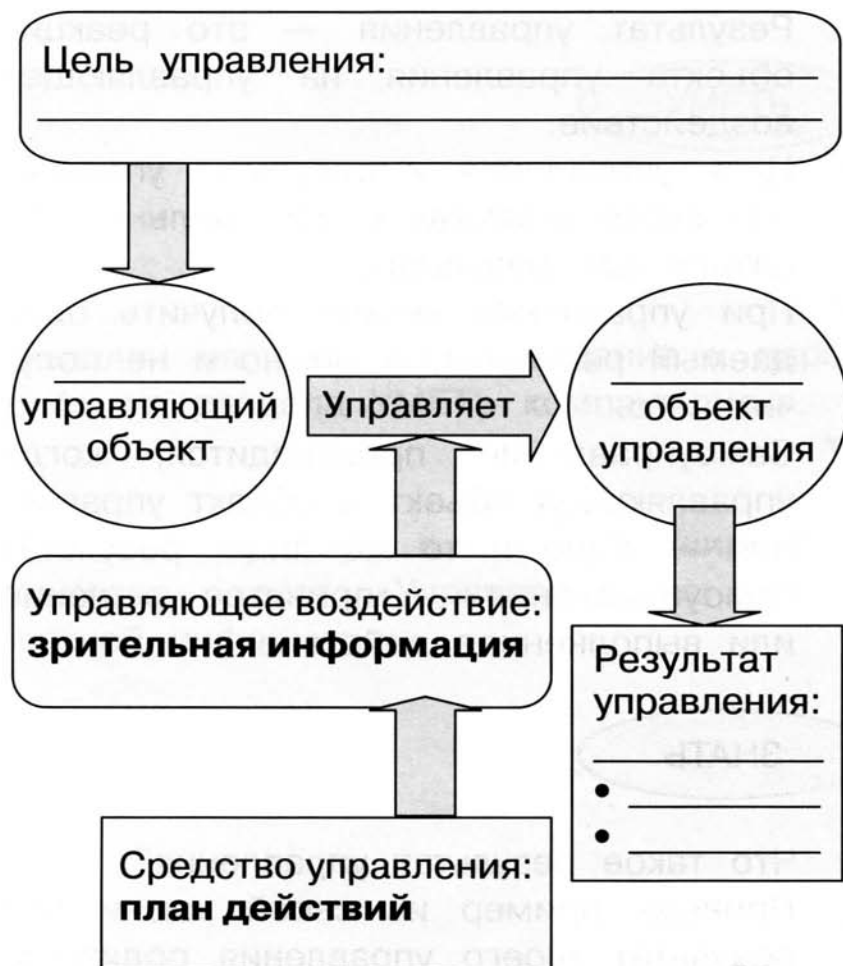 Цель управления:
управляющий
объект
Управляет
объект
управления
Управляющее воздействие:
зрительная информация
Результат
управления:
•
•
Средство управления:
план действий